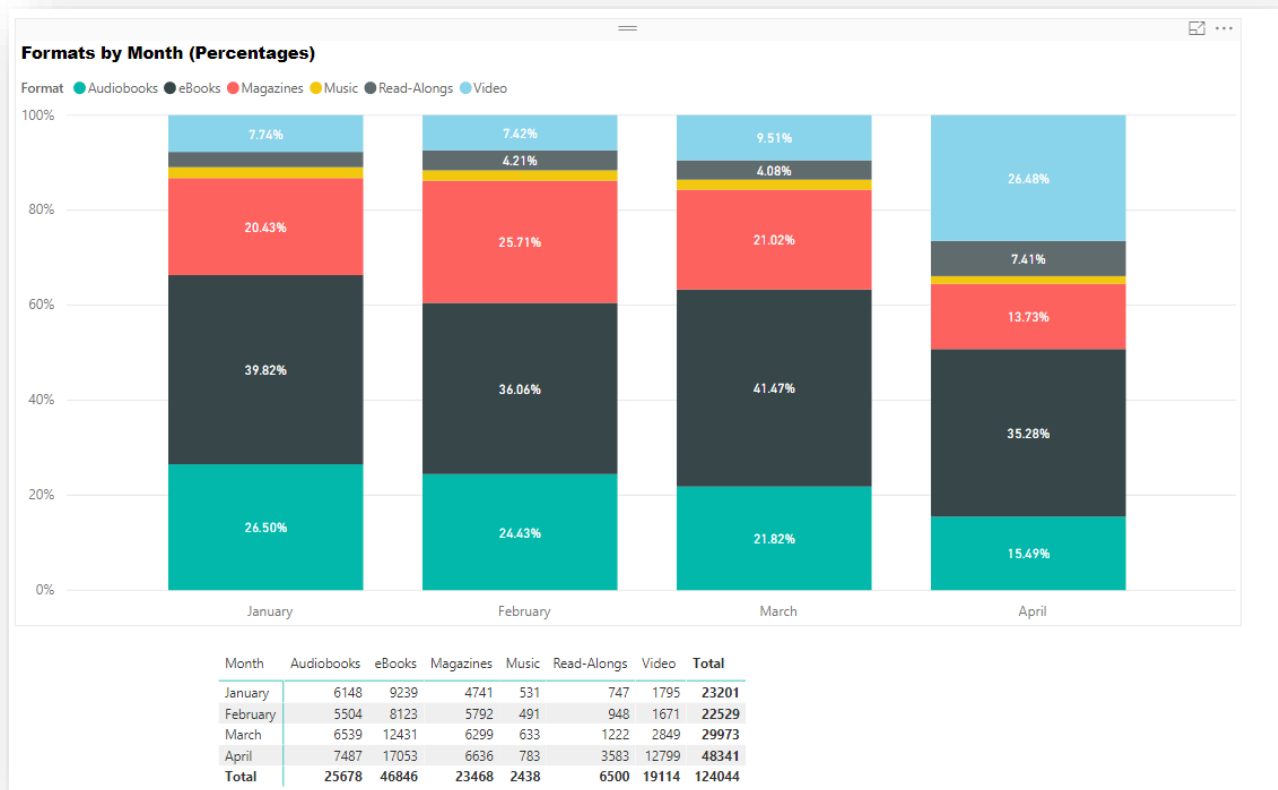 Formats by Month (Percentages)
Format Audiobooks eBooks Magazines Music Read-Alongs Video
100%
7.74% 7.42% 9.51% 26.48%
4.21% 4.08% 7.41%
80%
20.43% 25.71% 21.02% 13.73%
60%
39.82% 36.06% 41.47% 35.28%
40%
20%
26.50% 24.43% 21.82% 15.49%
0%
January February March April
Month Audiobooks eBooks Magazines Music Read-Alongs Video Total
January 6148 9239 4741 531 747 1795 23201
February 5504 8123 5792 491 948 1671 22529
March 6539 12431 6299 633 1222 2849 29973
April 7487 17053 6636 783 3583 12799 48341
Total 25678 46846 23468 2438 6500 19114 124044